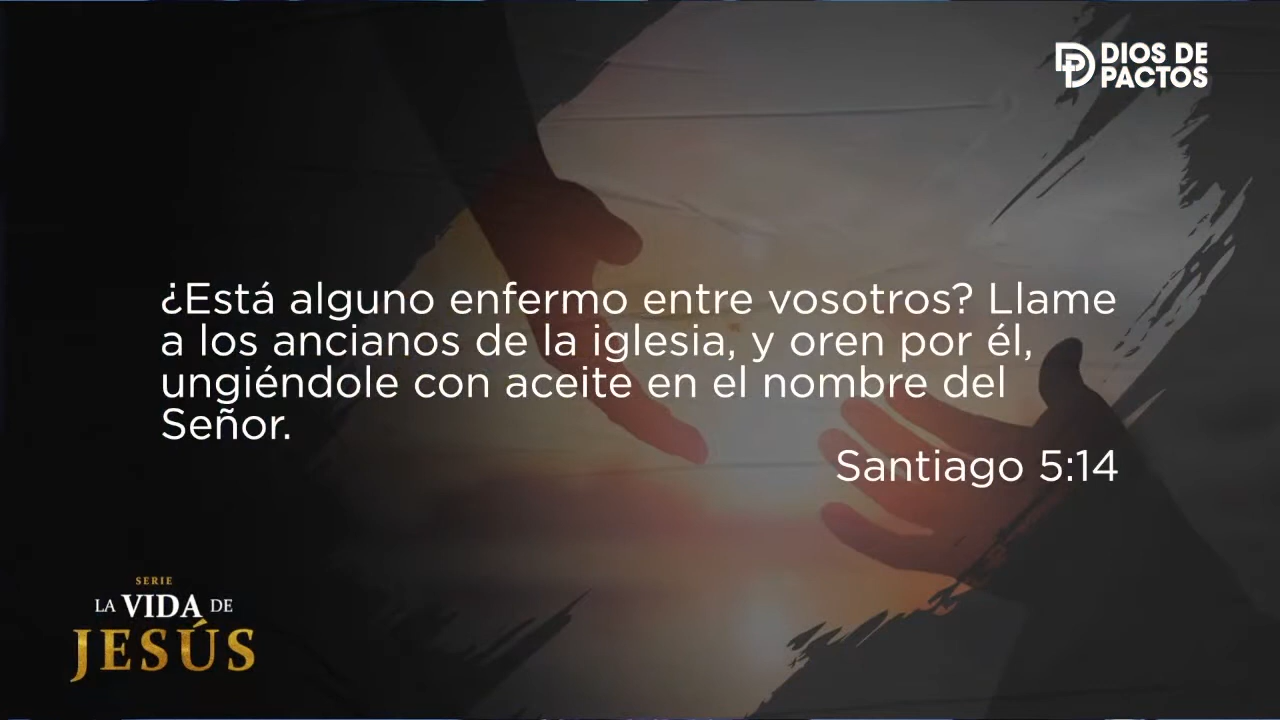 DIOS DE
PACTOS
¿Está alguno enfermo entre vosotros? Llame
a los ancianos de la iglesia, y oren por él,
ungiéndole con aceite en el nombre del
Señor.
Santiago 5:14
SERIE
LA VIDA DE
JESÚS